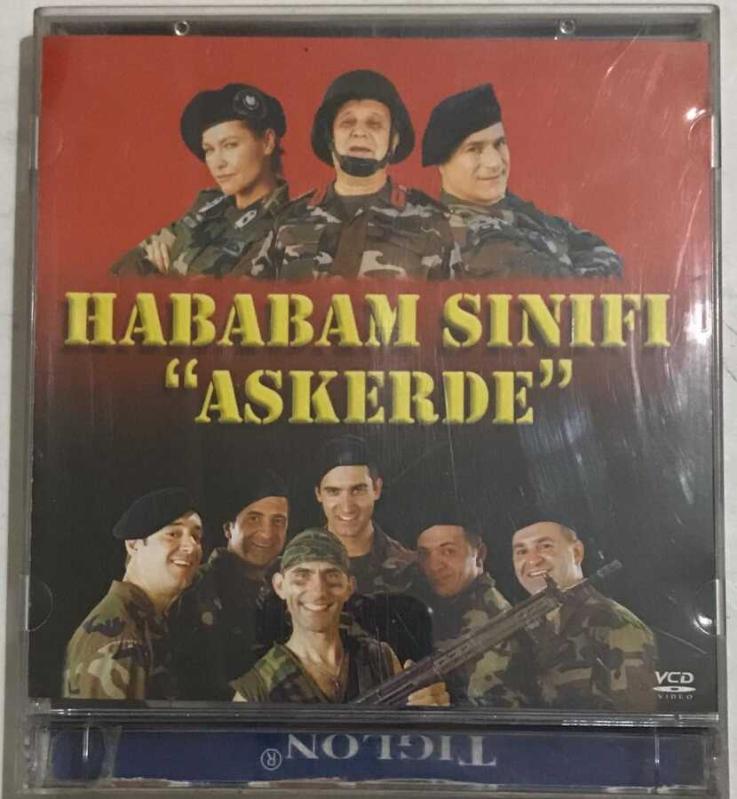 HABABAM SINIFI
“ASKERDE”
VCD
VIDEO
TIGLON®